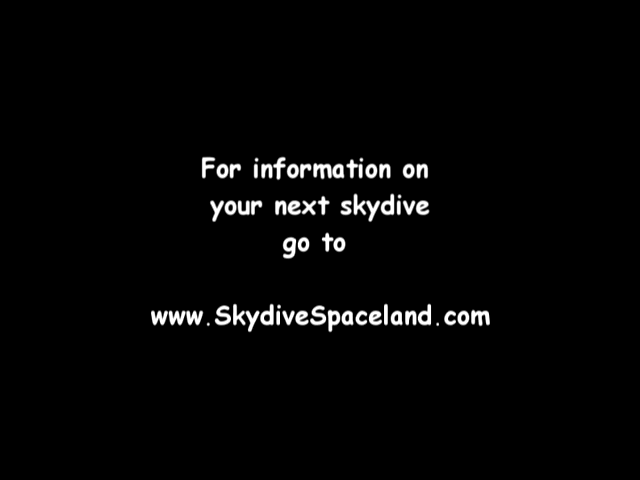 For information on
your next skydive
go to
www.SkydiveSpaceland.com